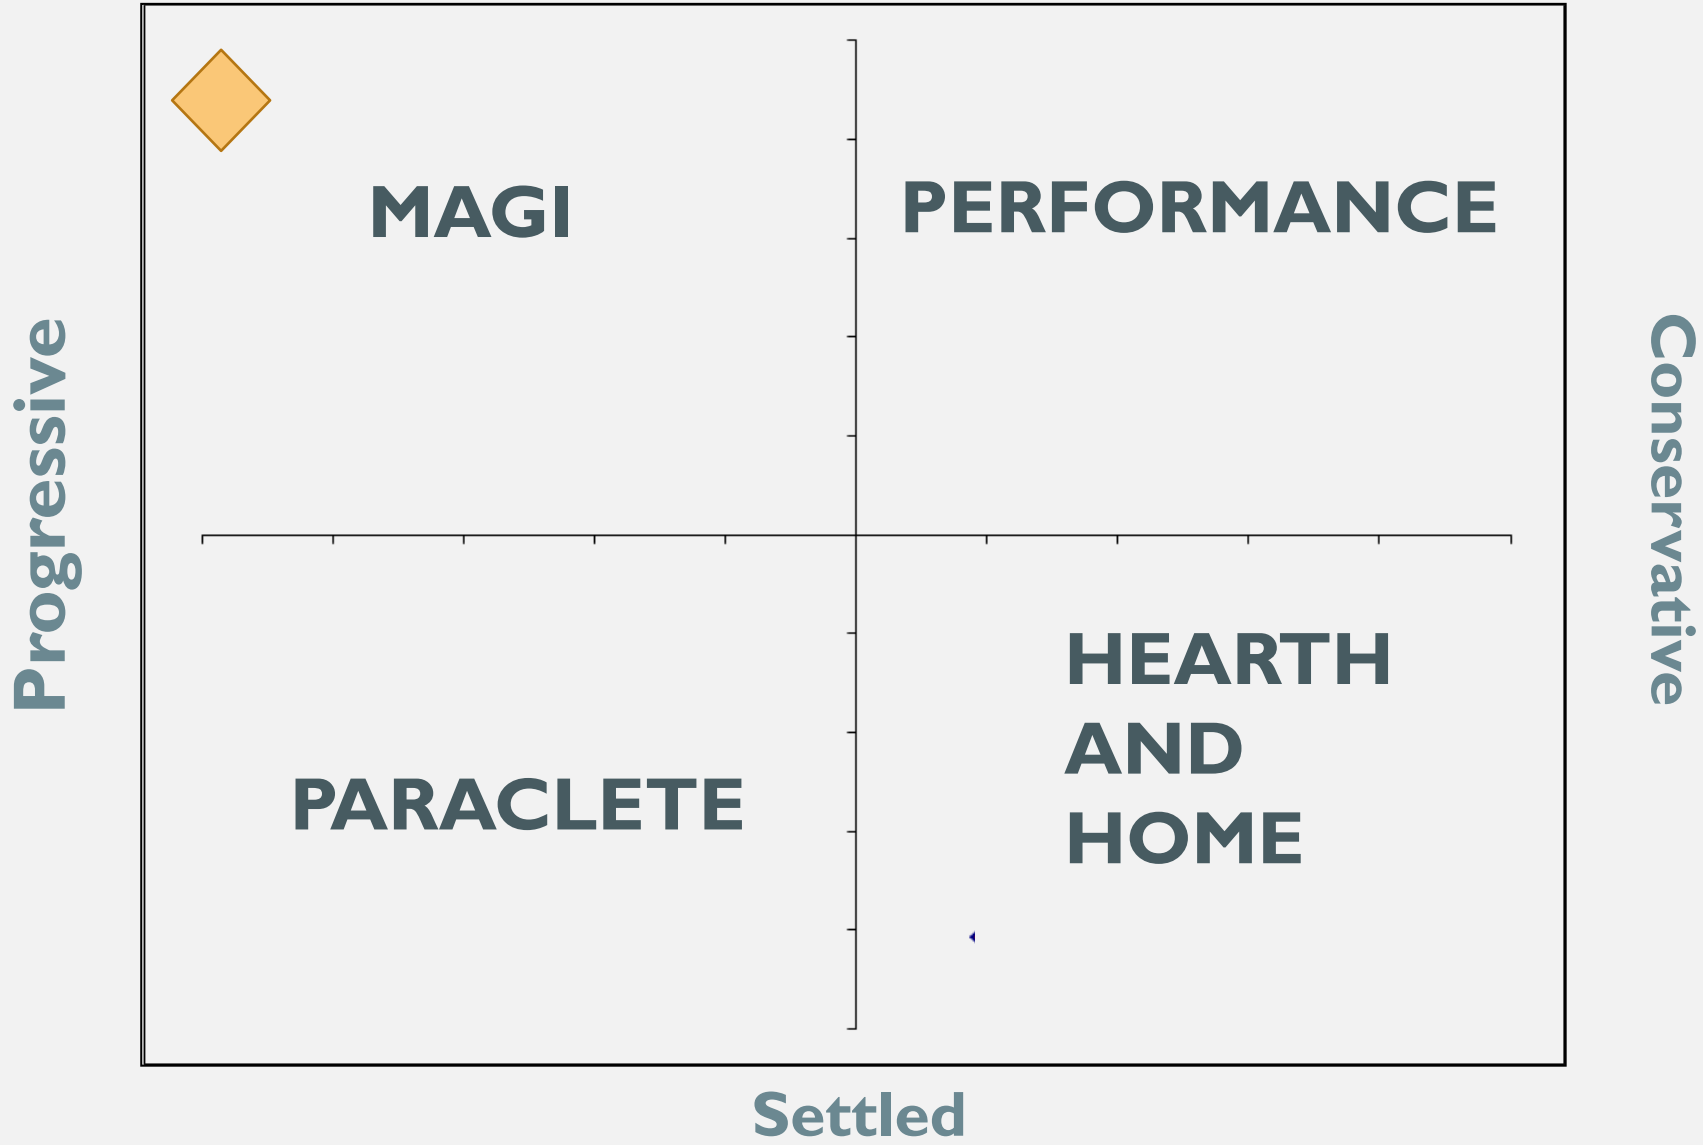 MAGI
PERFORMANCE
Progressive
Conservative
HEARTH
AND
HOME
PARACLETE
Settled